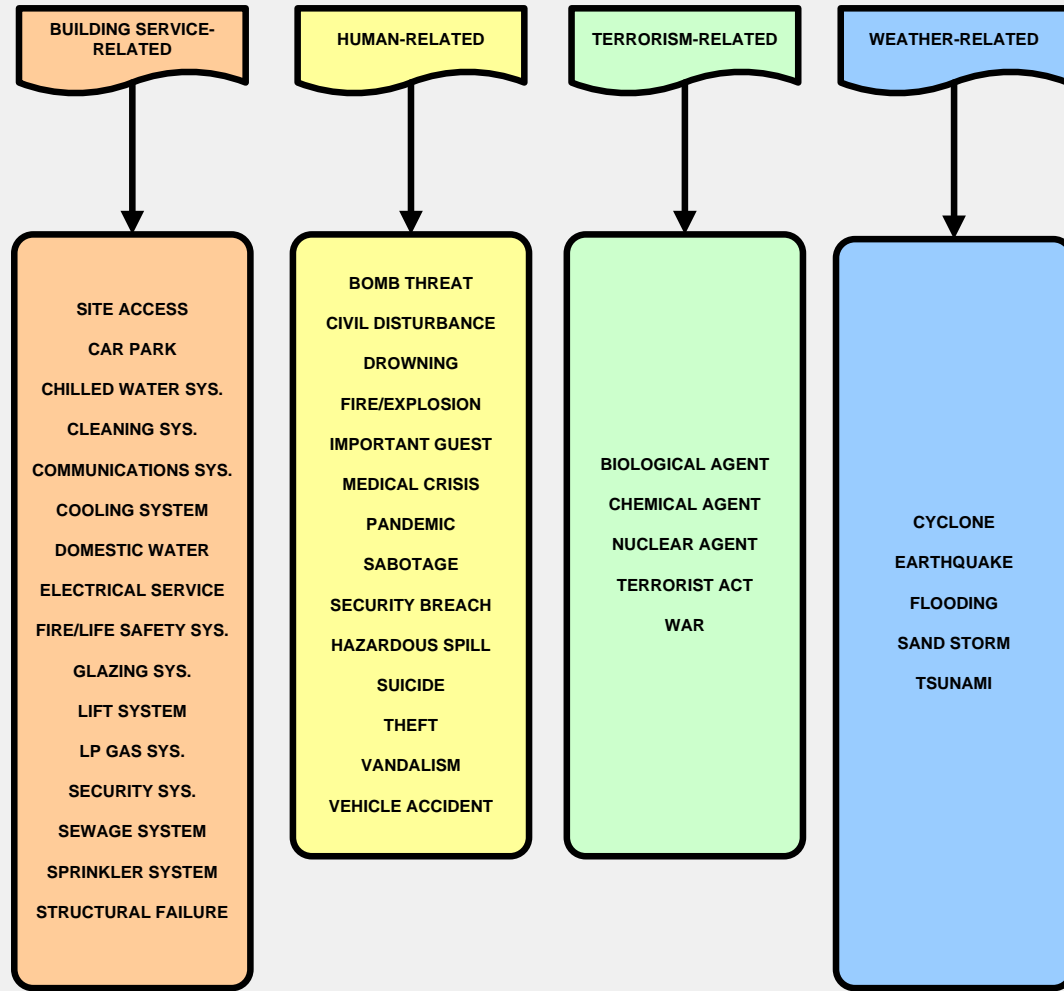 BUILDING SERVICE-
RELATED
HUMAN-RELATED
TERRORISM-RELATED
WEATHER-RELATED
SITE ACCESS
CAR PARK
CHILLED WATER SYS.
CLEANING SYS.
COMMUNICATIONS SYS.
COOLING SYSTEM
DOMESTIC WATER
ELECTRICAL SERVICE
FIRE/LIFE SAFETY SYS.
GLAZING SYS.
LIFT SYSTEM
LP GAS SYS.
SECURITY SYS.
SEWAGE SYSTEM
SPRINKLER SYSTEM
STRUCTURAL FAILURE
BOMB THREAT
CIVIL DISTURBANCE
DROWNING
FIRE/EXPLOSION
IMPORTANT GUEST
MEDICAL CRISIS
PANDEMIC
SABOTAGE
SECURITY BREACH
HAZARDOUS SPILL
SUICIDE
THEFT
VANDALISM
VEHICLE ACCIDENT
BIOLOGICAL AGENT
CHEMICAL AGENT
NUCLEAR AGENT
TERRORIST ACT
WAR
CYCLONE
EARTHQUAKE
FLOODING
SAND STORM
TSUNAMI